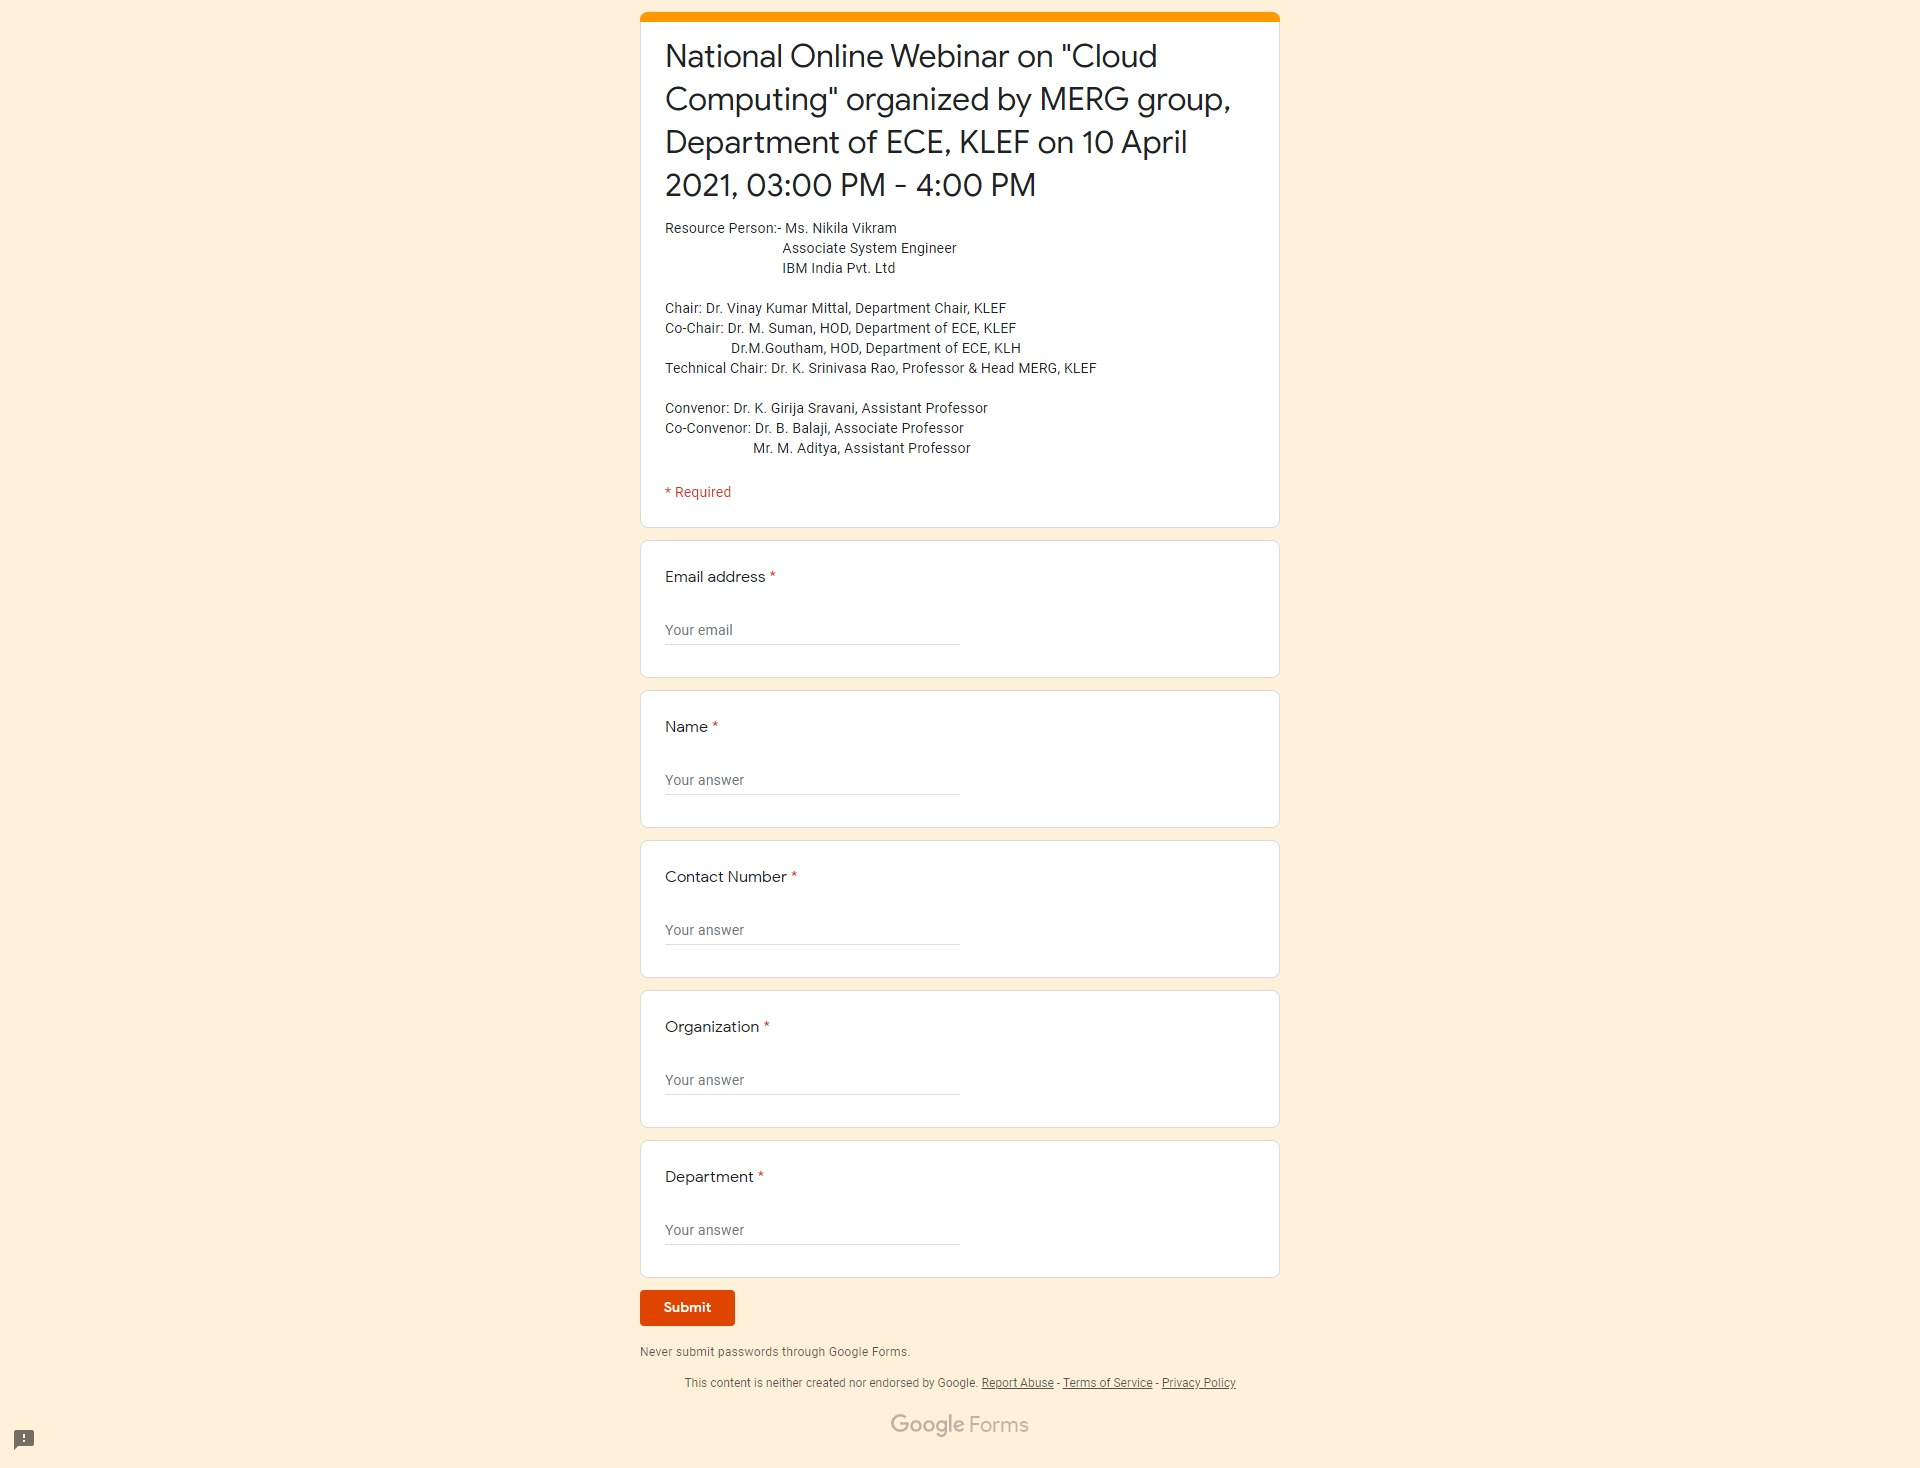 National Online Webinar on "Cloud
Computing" organized by MERG group,
Department of ECE, KLEF on 10 April
2021, 03:00 PM - 4:00 PM
Resource Person:- Ms. Nikila Vikram
Associate System Engineer
IBM India Pvt. Ltd
Chair: Dr. Vinay Kumar Mittal, Department Chair, KLEF
Co-Chair: Dr. M. Suman, HOD, Department of ECE, KLEF
Dr.M.Goutham, HOD, Department of ECE, KLH
Technical Chair: Dr. K. Srinivasa Rao, Professor & Head MERG, KLEF
Convenor: Dr. K. Girija Sravani, Assistant Professor
Co-Convenor: Dr. B. Balaji, Associate Professor
Mr. M. Aditya, Assistant Professor
* Required
Email address *
Your email
Name *
Your answer
Contact Number *
Your answer
Organization *
Your answer
Department *
Your answer
Submit
Never submit passwords through Google Forms.
This content is neither created nor endorsed by Google. Report Abuse - Terms of Service - Privacy Policy
Google Forms